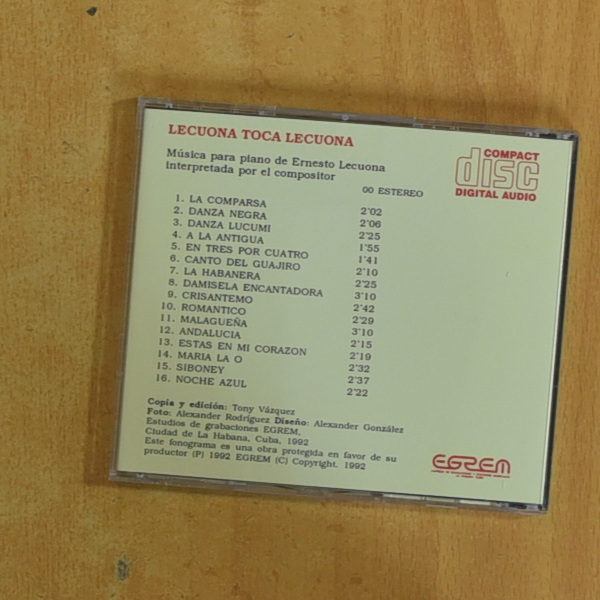 LECUONA TOCA LECUONA
Música para piano de Ernesto Lecuona
interpretada por el compositor
COMPACT
disc
DIGITAL AUDIO
00 ESTEREO
1. LA COMPARSA 2'02
2. DANZA NEGRA 2'06
3. DANZA LUCUMI 2'25
4. A LA ANTIGUA 1'55
5. EN TRES POR CUATRO 1'41
6. CANTO DEL GUAJIRO 2'10
7. LA HABANERA 2'25
8. DAMISELA ENCANTADORA 3'10
9. CRISANTEMO 2'42
10. ROMANTICO 2'29
11. MALAGUEÑA 3'10
12. ANDALUCIA 2'15
13. ESTAS EN MI CORAZON 2'19
14. MARIA LA O 2'32
15. SIBONEY 2'37
16. NOCHE AZUL 2'22
Copia y edición: Tony Vázquez
Foto: Alexander Rodríguez Diseño: Alexander González
Estudios de grabaciones EGREM,
Ciudad de La Habana, Cuba, 1992
Este fonograma es una obra protegida en favor de su
productor (P) 1992 EGREM (C) Copyright. 1992
EGREM